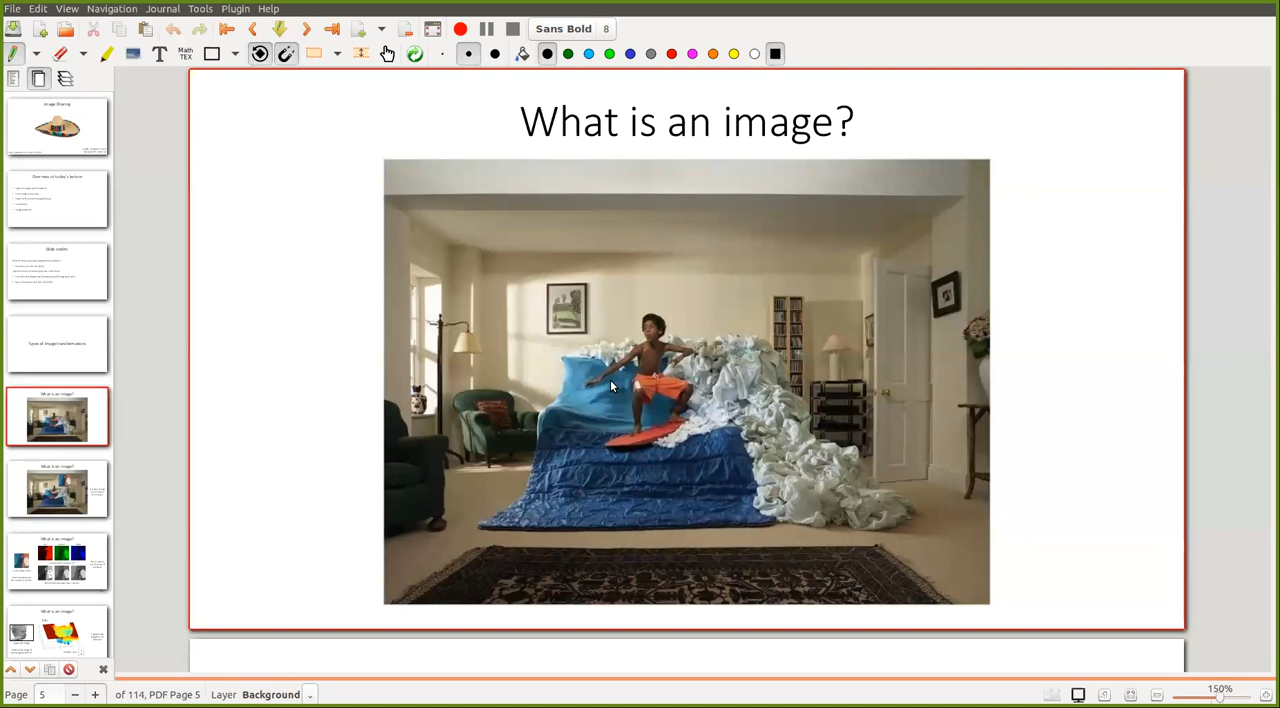 File Edit View Navigation Journal Tools Plugin Help
Sans Bold 8
Math
TEX
What is an image?
Image filtering
Overview of today's lecture
Slide credits
Types of image transformations
What is an image?
What is an image?
What is an image?
What is an image?
Page 5 of 114, PDF Page 5 Layer Background 150%